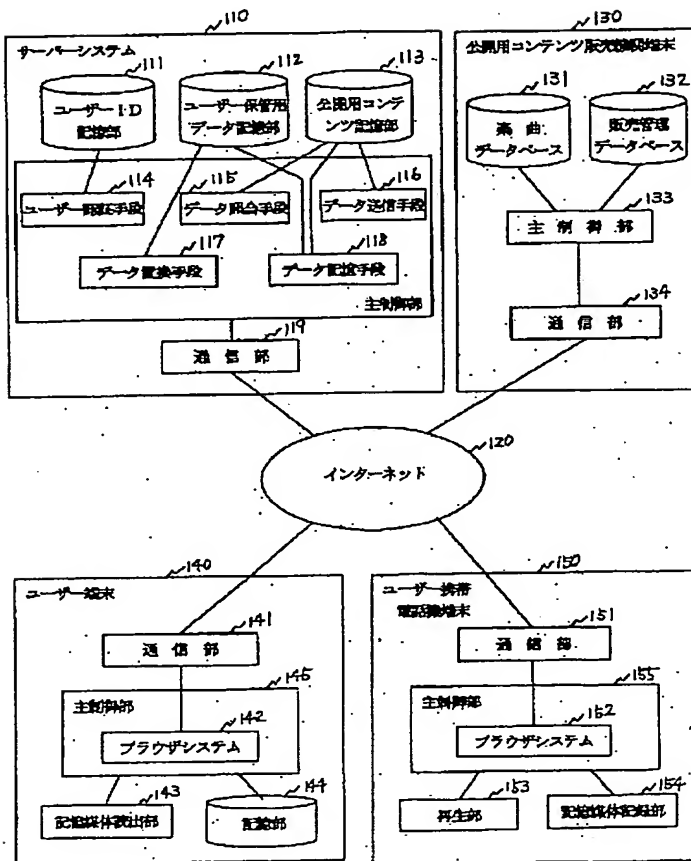 110
サーバーシステム
111
ユーザーID
記憶部
112
ユーザー保管用
データ記憶部
113
公開用コンテ
ンツ記憶部
114
ユーザー認証手段
115
データ照合手段
116
データ送信手段
117
データ置換手段
118
データ記憶手段
主制御部
119
通信部
130
公開用コンテンツ販売
端末
131
楽曲
データベース
132
販売管理
データベース
133
主制御部
134
通信部
120
インターネット
140
ユーザー端末
141
通信部
145
主制御部
142
ブラウザシステム
143
記憶媒体読出部
144
記憶部
150
ユーザー携帯
電話機端末
151
通信部
155
主制御部
152
ブラウザシステム
153
再生部
154
記憶媒体記録部